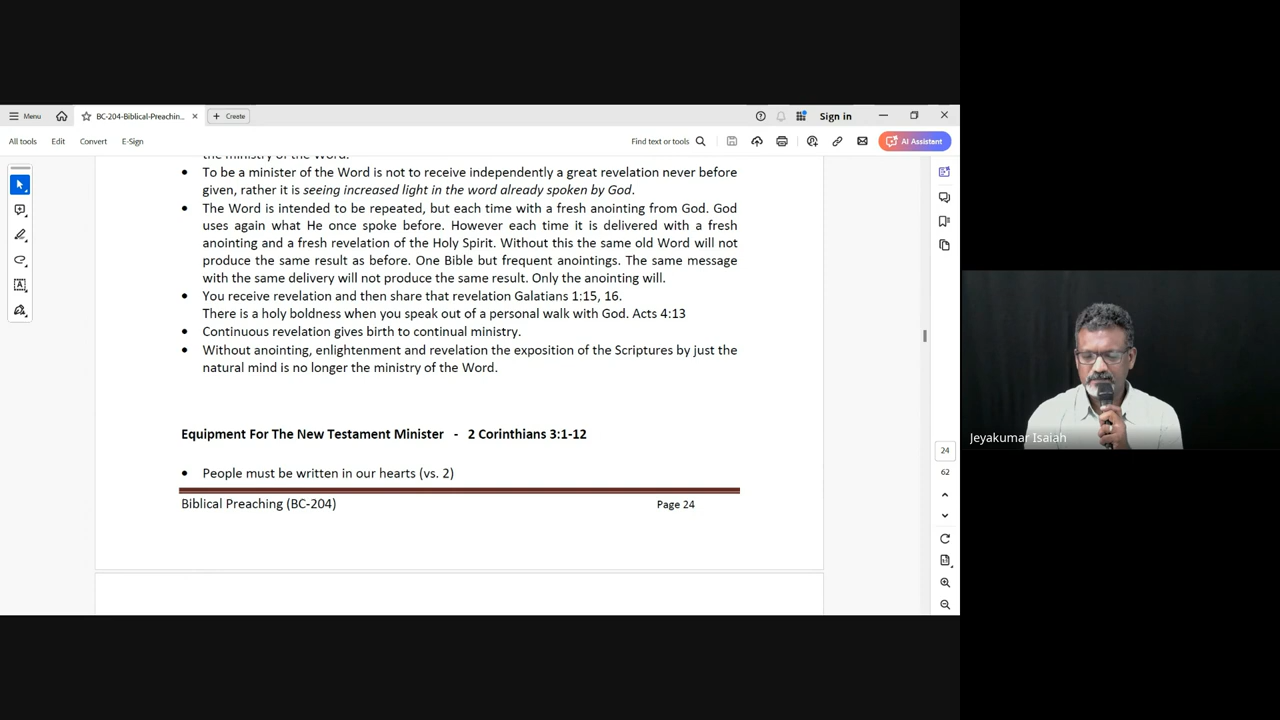 Menu
BC-204-Biblical-Preachin...
Create
Sign in
All tools
Edit
Convert
E-Sign
Find text or tools
AI Assistant
the ministry of the Word.
• To be a minister of the Word is not to receive independently a great revelation never before
given, rather it is seeing increased light in the word already spoken by God.
• The Word is intended to be repeated, but each time with a fresh anointing from God. God
uses again what He once spoke before. However each time it is delivered with a fresh
anointing and a fresh revelation of the Holy Spirit. Without this the same old Word will not
produce the same result as before. One Bible but frequent anointings. The same message
with the same delivery will not produce the same result. Only the anointing will.
• You receive revelation and then share that revelation Galatians 1:15, 16.
There is a holy boldness when you speak out of a personal walk with God. Acts 4:13
• Continuous revelation gives birth to continual ministry.
• Without anointing, enlightenment and revelation the exposition of the Scriptures by just the
natural mind is no longer the ministry of the Word.
Equipment For The New Testament Minister - 2 Corinthians 3:1-12
• People must be written in our hearts (vs. 2)
Biblical Preaching (BC-204) Page 24
24
62
Jeyakumar Isaiah